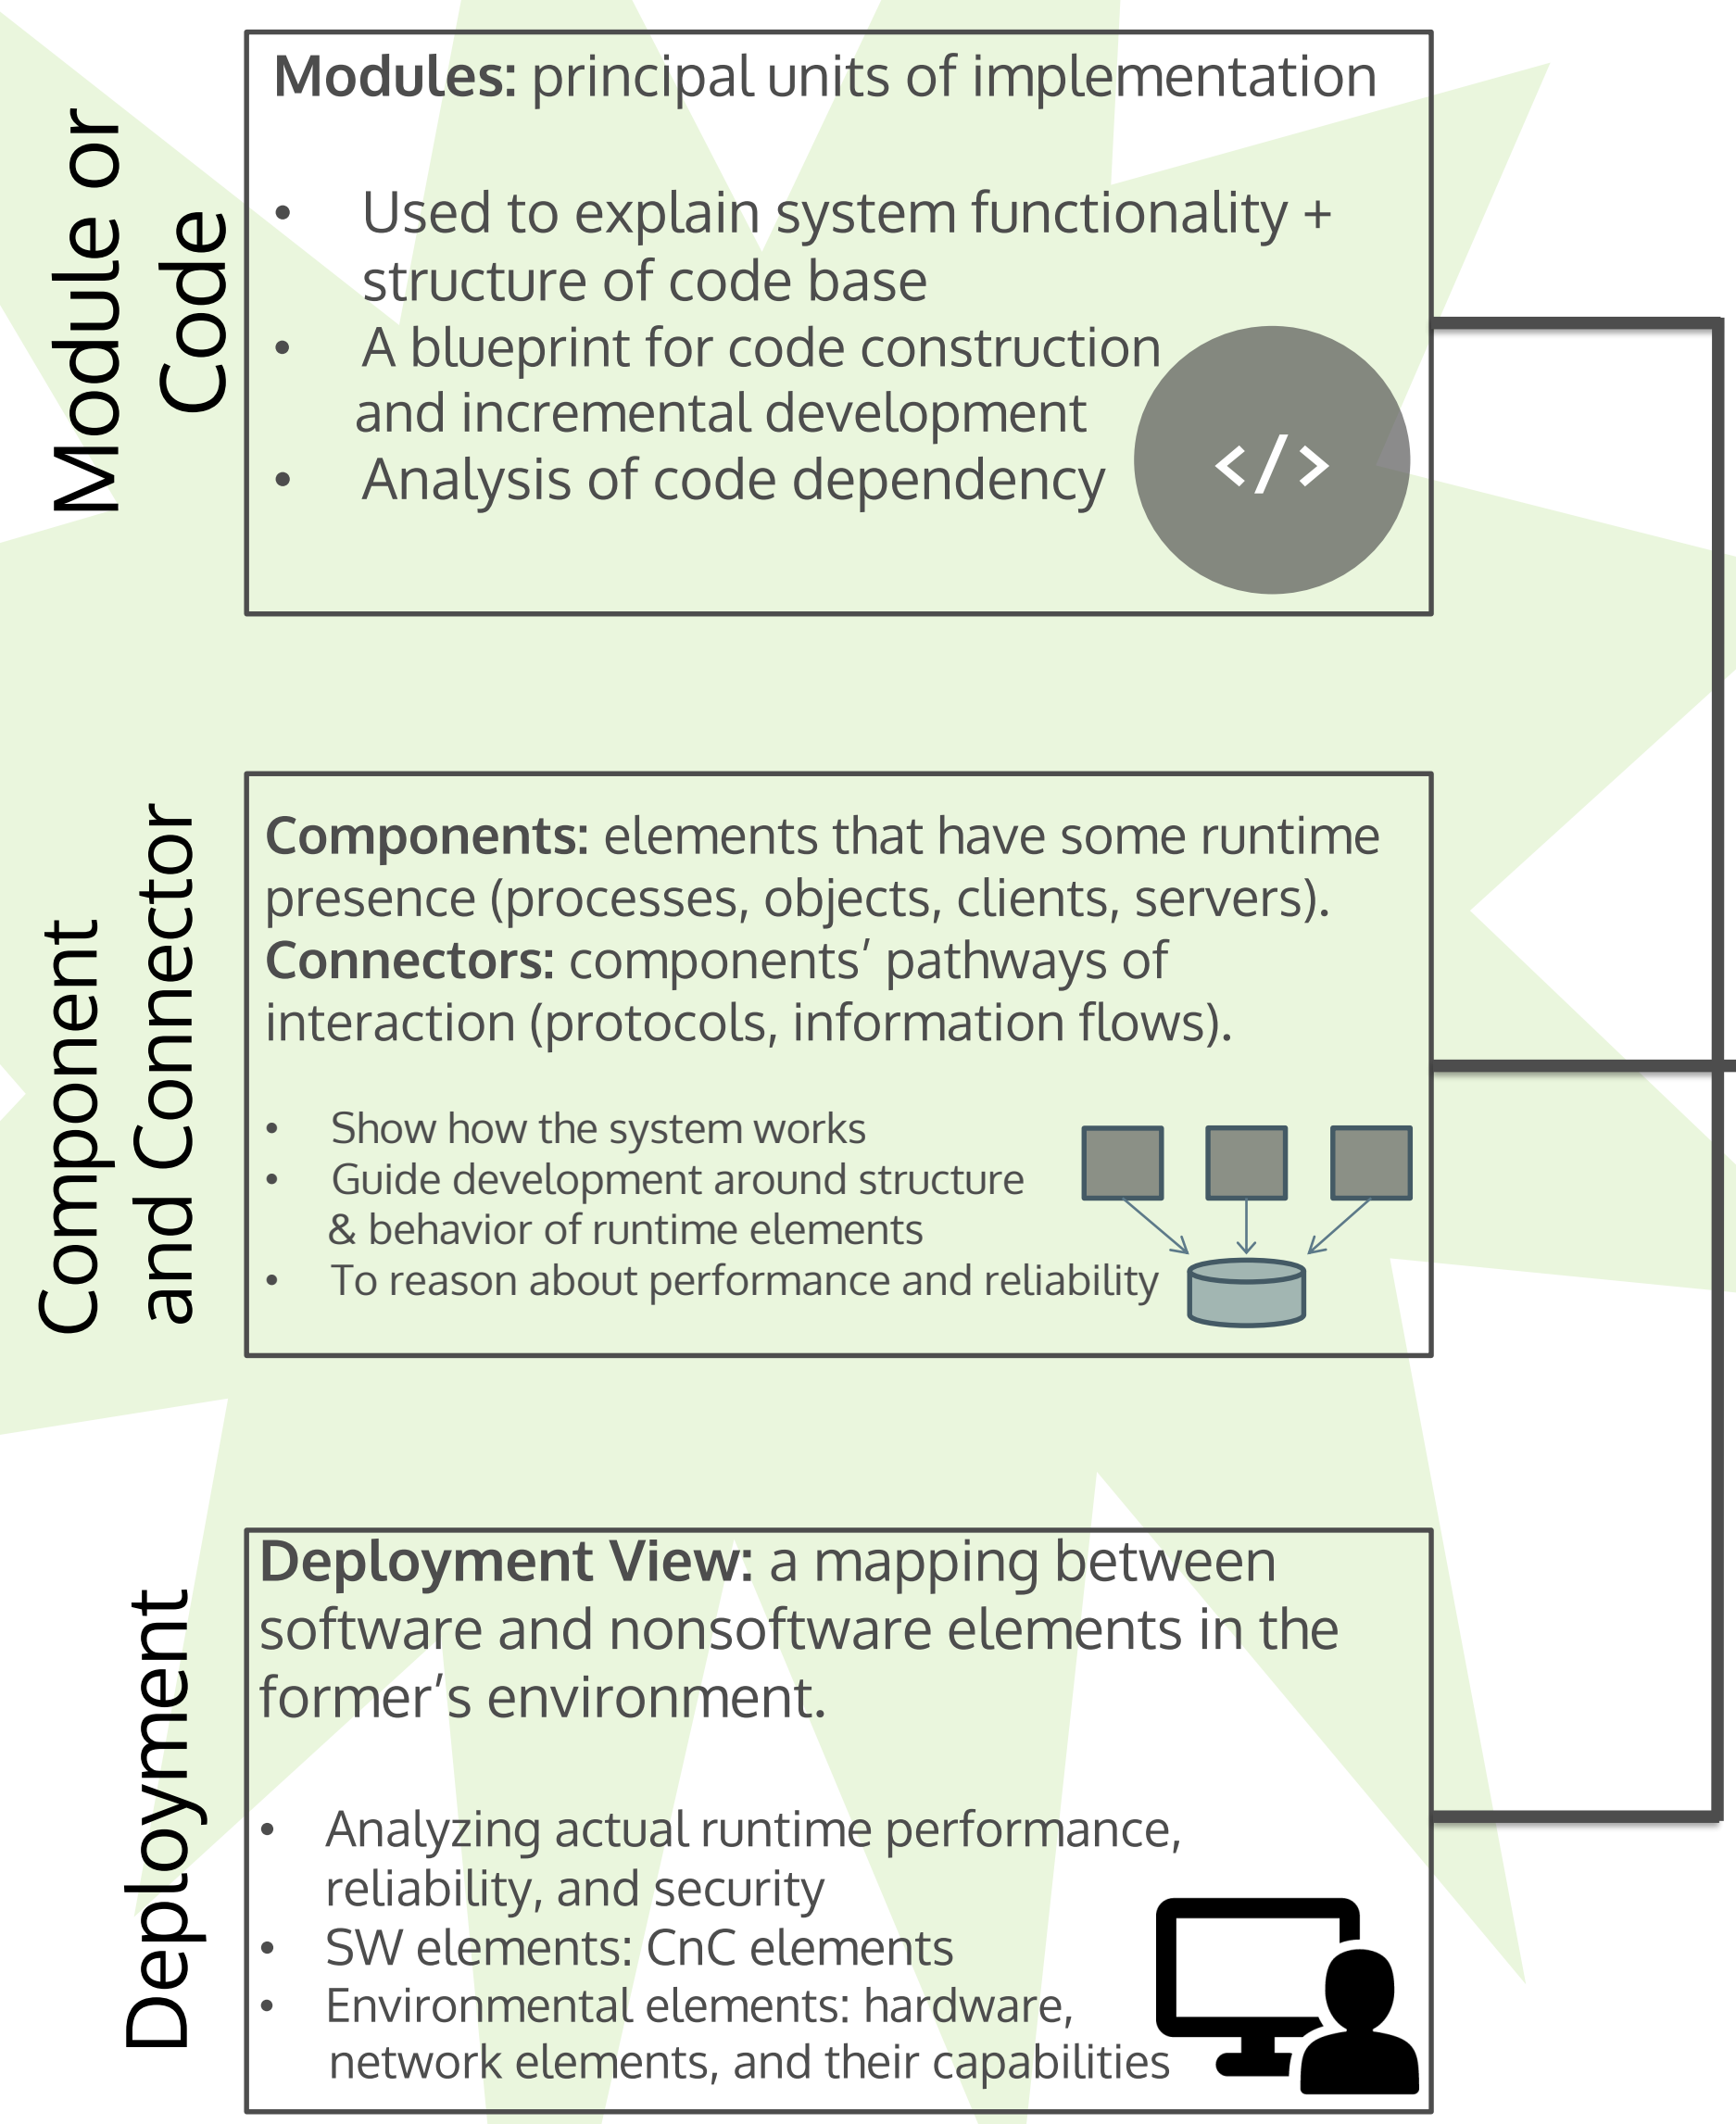 Module or
Code
Modules: principal units of implementation
• Used to explain system functionality +
structure of code base
• A blueprint for code construction
and incremental development
• Analysis of code dependency
</>
Component
and Connector
Components: elements that have some runtime
presence (processes, objects, clients, servers).
Connectors: components’ pathways of
interaction (protocols, information flows).
• Show how the system works
• Guide development around structure
& behavior of runtime elements
• To reason about performance and reliability
Deployment
Deployment View: a mapping between
software and nonsoftware elements in the
former’s environment.
• Analyzing actual runtime performance,
reliability, and security
• SW elements: CnC elements
• Environmental elements: hardware,
network elements, and their capabilities